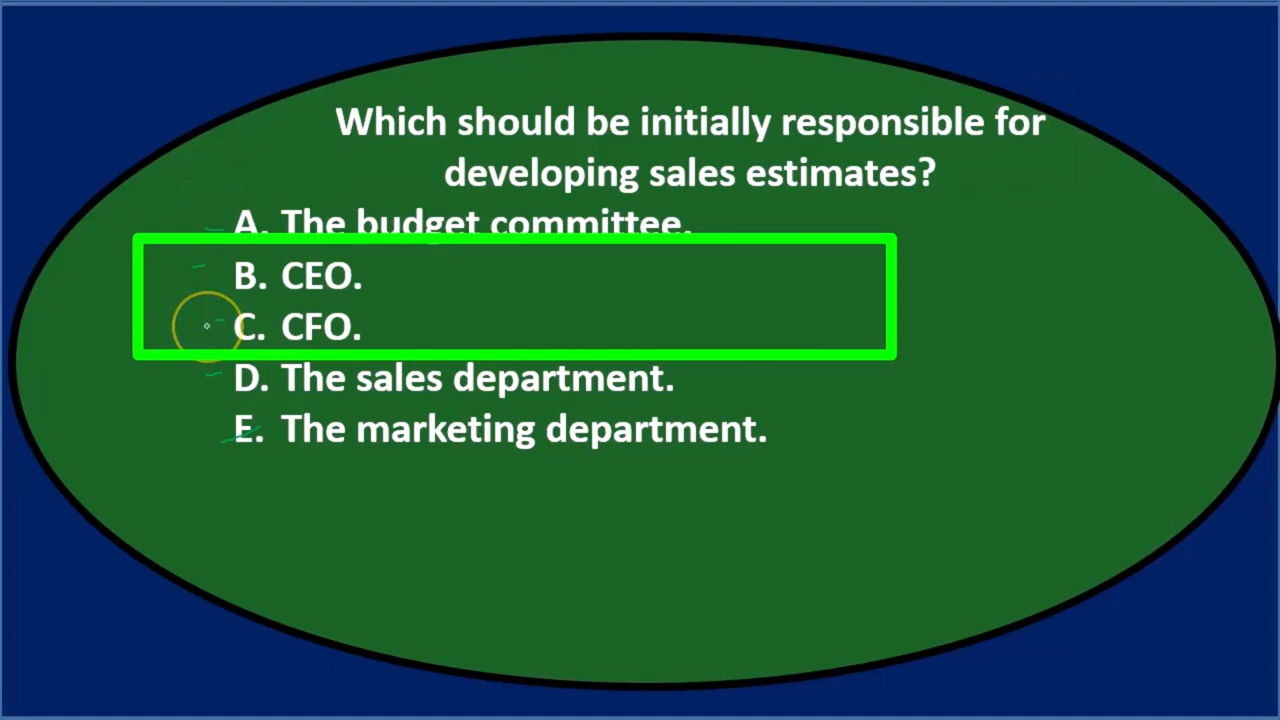 Which should be initially responsible for
developing sales estimates?
A. The budget committee.
B. CEO.
C. CFO.
D. The sales department.
E. The marketing department.